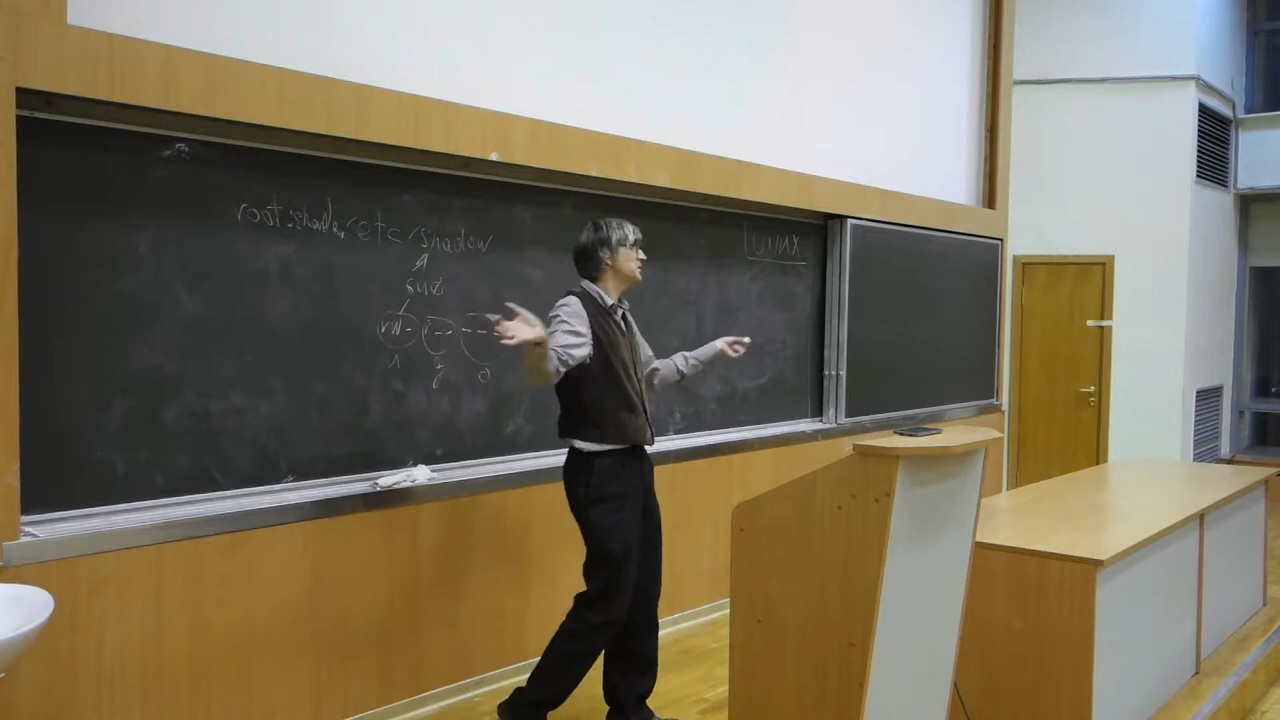 root:shadow /etc/shadow
Linux
suid
rw- r-- ---
u g o